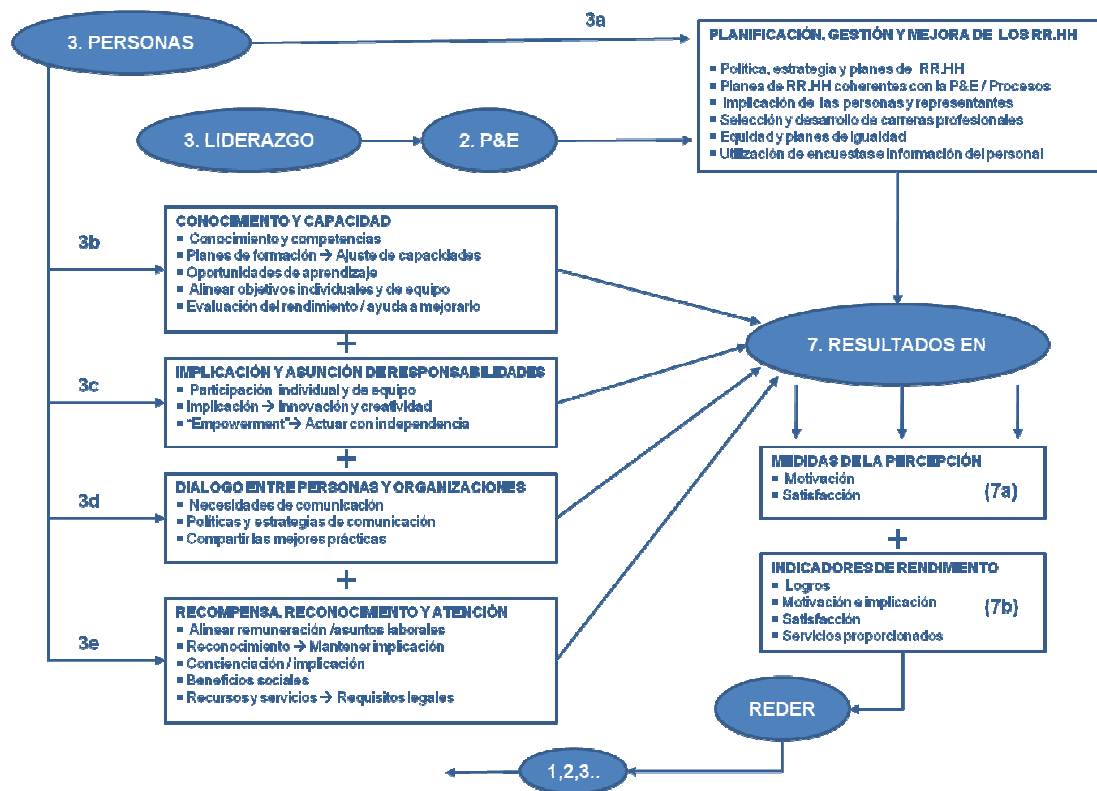 3. PERSONAS
3a
PLANIFICACIÓN, GESTIÓN Y MEJORA DE LOS RR.HH
▪ Política, estrategia y planes de RR.HH
▪ Planes de RR.HH coherentes con la P&E / Procesos
▪ Implicación de las personas y representantes
▪ Selección y desarrollo de carreras profesionales
▪ Equidad y planes de igualdad
▪ Utilización de encuestas e información del personal
3. LIDERAZGO
2. P&E
3b
CONOCIMIENTO Y CAPACIDAD
▪ Conocimiento y competencias
▪ Planes de formación → Ajuste de capacidades
▪ Oportunidades de aprendizaje
▪ Alinear objetivos individuales y de equipo
▪ Evaluación del rendimiento / ayuda a mejorarlo
+
3c
IMPLICACIÓN Y ASUNCIÓN DE RESPONSABILIDADES
▪ Participación individual y de equipo
▪ Implicación → Innovación y creatividad
▪ "Empowerment" → Actuar con independencia
+
3d
DIALOGO ENTRE PERSONAS Y ORGANIZACIONES
▪ Necesidades de comunicación
▪ Políticas y estrategias de comunicación
▪ Compartir las mejores prácticas
+
3e
RECOMPENSA, RECONOCIMIENTO Y ATENCIÓN
▪ Alinear remuneración /asuntos laborales
▪ Reconocimiento → Mantener implicación
▪ Concienciación / implicación
▪ Beneficios sociales
▪ Recursos y servicios → Requisitos legales
7. RESULTADOS EN
MEDIDAS DE LA PERCEPCIÓN
▪ Motivación
▪ Satisfacción
(7a)
+
INDICADORES DE RENDIMIENTO
▪ Logros
▪ Motivación e implicación
▪ Satisfacción
▪ Servicios proporcionados
(7b)
REDER
1,2,3..